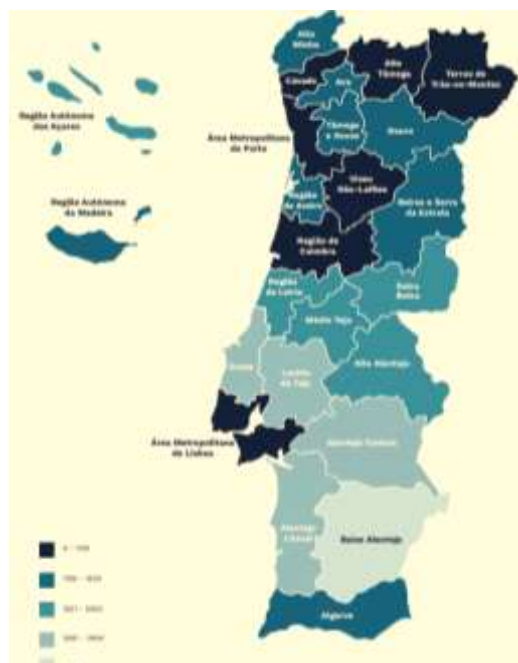 Alto
Minho
Cávado
Ave
Alto
Tâmega
Terras de
Trás-os-Montes
Área Metropolitana
do Porto
Tâmega
e Sousa
Douro
Região Autónoma
dos Açores
Região Autónoma
da Madeira
Viseu
Dão-Lafões
Região
de Aveiro
Beiras e Serra
da Estrela
Região de
Coimbra
Região
de Leiria
Beira
Baixa
Médio Tejo
Oeste
Lezíria
do Tejo
Alto Alentejo
Área Metropolitana
de Lisboa
Alentejo Central
Alentejo
Litoral
Baixo Alentejo
Algarve